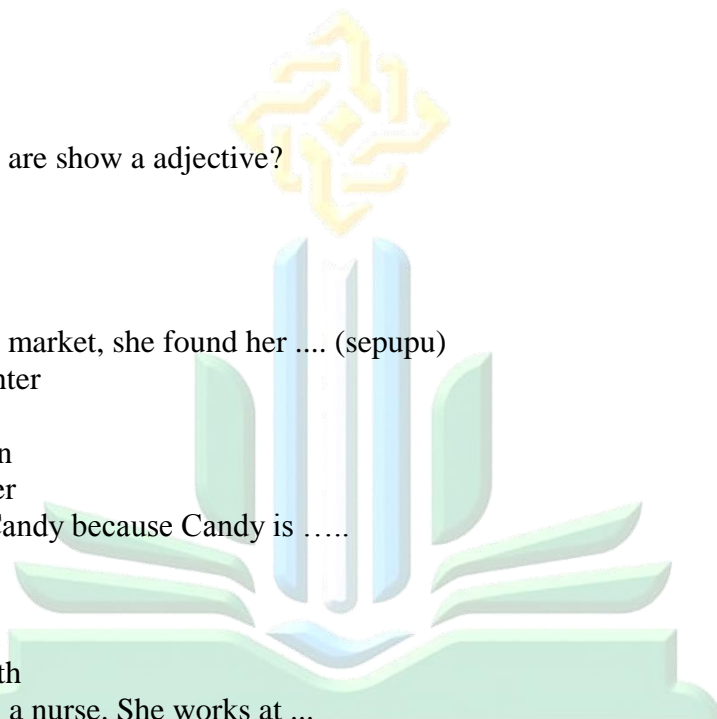 are show a adjective?
market, she found her .... (sepupu)
nter
n
er
Candy because Candy is .....
th
a nurse. She works at ...